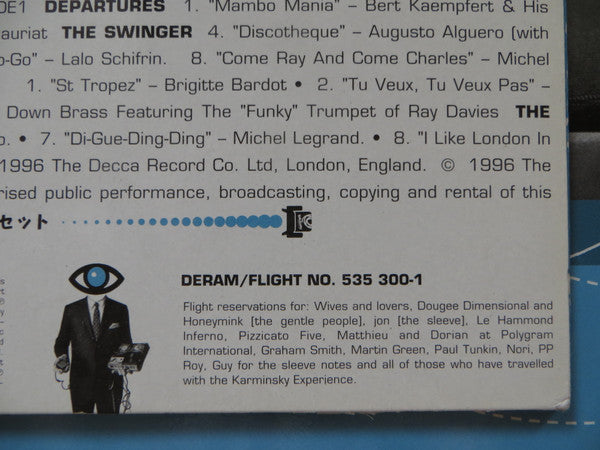 DE1 DEPARTURES 1. "Mambo Mania" – Bert Kaempfert & His
auriat THE SWINGER 4. "Discotheque" – Augusto Alguero (with
o-Go" – Lalo Schifrin. 8. "Come Ray And Come Charles" – Michel
1. "St Tropez" – Brigitte Bardot • 2. "Tu Veux, Tu Veux Pas" –
Down Brass Featuring The "Funky" Trumpet of Ray Davies THE
o. • 7. "Di-Gue-Ding-Ding" – Michel Legrand. • 8. "I Like London In
1996 The Decca Record Co. Ltd, London, England. © 1996 The
rised public performance, broadcasting, copying and rental of this
セット
DERAM/FLIGHT NO. 535 300-1
Flight reservations for: Wives and lovers, Dougee Dimensional and
Honeymink [the gentle people], jon [the sleeve], Le Hammond
Inferno, Pizzicato Five, Matthieu and Dorian at Polygram
International, Graham Smith, Martin Green, Paul Tunkin, Nori, PP
Roy, Guy for the sleeve notes and all of those who have travelled
with the Karminsky Experience.